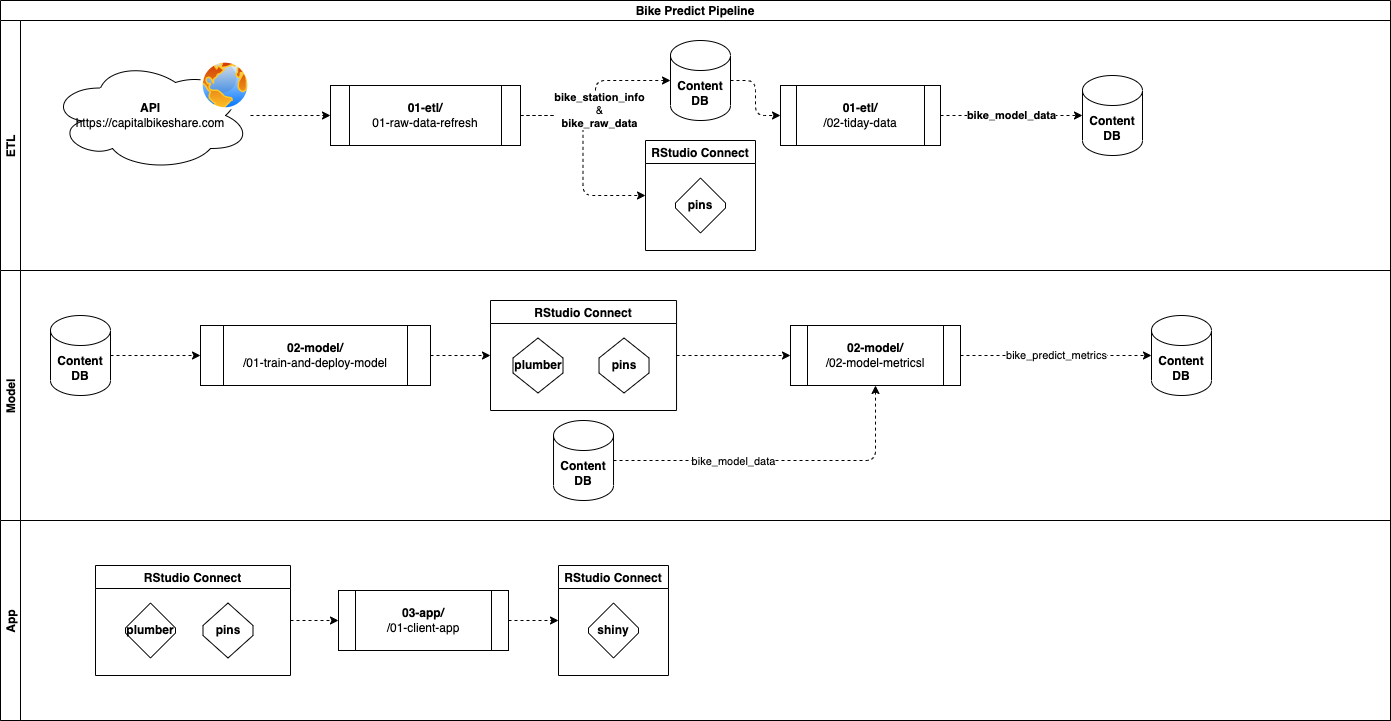 Bike Predict Pipeline
ETL
API
https://capitalbikeshare.com
01-etl/
01-raw-data-refresh
bike_station_info
&
bike_raw_data
Content
DB
RStudio Connect
pins
01-etl/
/02-tiday-data
bike_model_data
Content
DB
Model
Content
DB
02-model/
/01-train-and-deploy-model
RStudio Connect
plumber
pins
Content
DB
bike_model_data
02-model/
/02-model-metricsl
bike_predict_metrics
Content
DB
App
RStudio Connect
plumber
pins
03-app/
/01-client-app
RStudio Connect
shiny